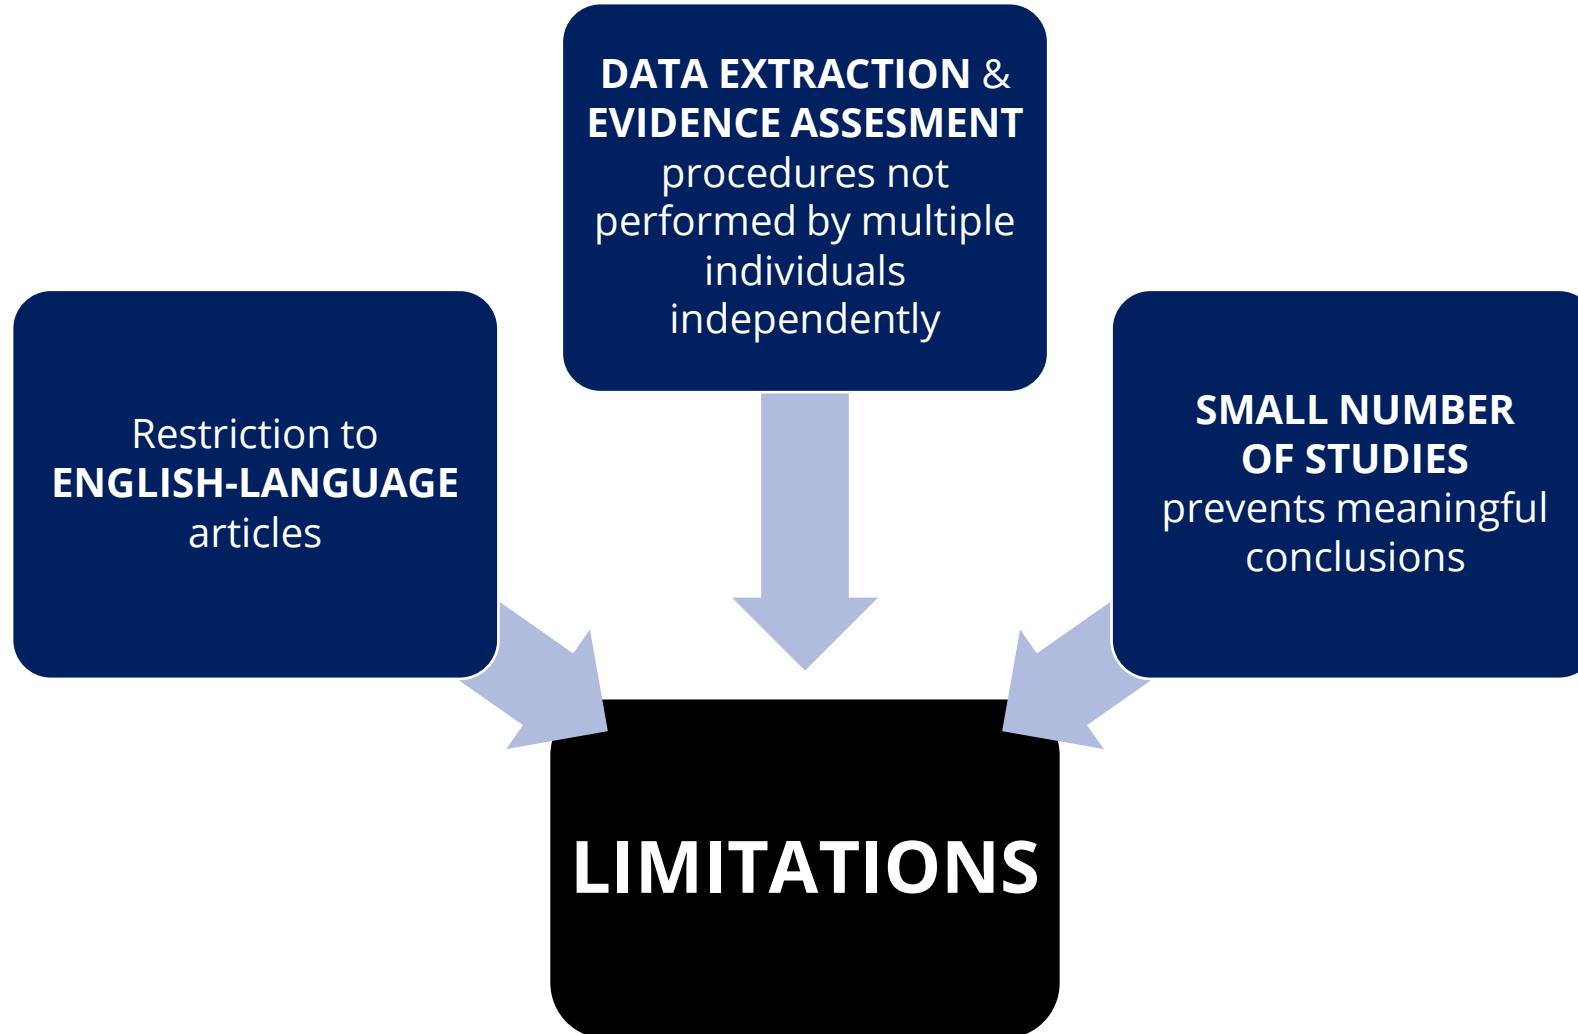 DATA EXTRACTION &
EVIDENCE ASSESMENT
procedures not
performed by multiple
individuals
independently
Restriction to
ENGLISH-LANGUAGE
articles
SMALL NUMBER
OF STUDIES
prevents meaningful
conclusions
LIMITATIONS